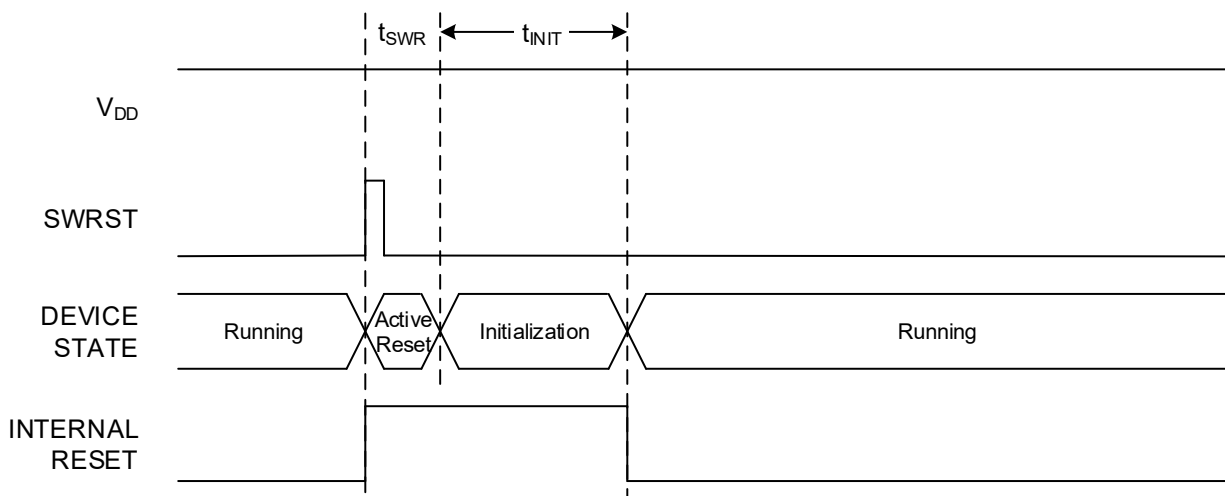 tSWR
tINIT
VDD
SWRST
DEVICE
STATE
Running
Active
Reset
Initialization
Running
INTERNAL
RESET